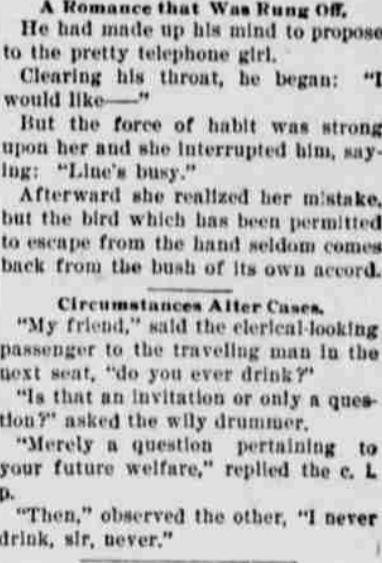 A Romance that Was Rung Off.
He had made up his mind to propose
to the pretty telephone girl.
Clearing his throat, he began: "I
would like——"
But the force of habit was strong
upon her and she interrupted him, say-
ing: "Line's busy."
Afterward she realized her mistake,
but the bird which has been permitted
to escape from the hand seldom comes
back from the bush of its own accord.
Circumstances Alter Cases.
"My friend," said the clerical-looking
passenger to the traveling man in the
next seat, "do you ever drink?"
"Is that an invitation or only a ques-
tion?" asked the wily drummer.
"Merely a question pertaining to
your future welfare," replied the c. l.
p.
"Then," observed the other, "I never
drink, sir, never."